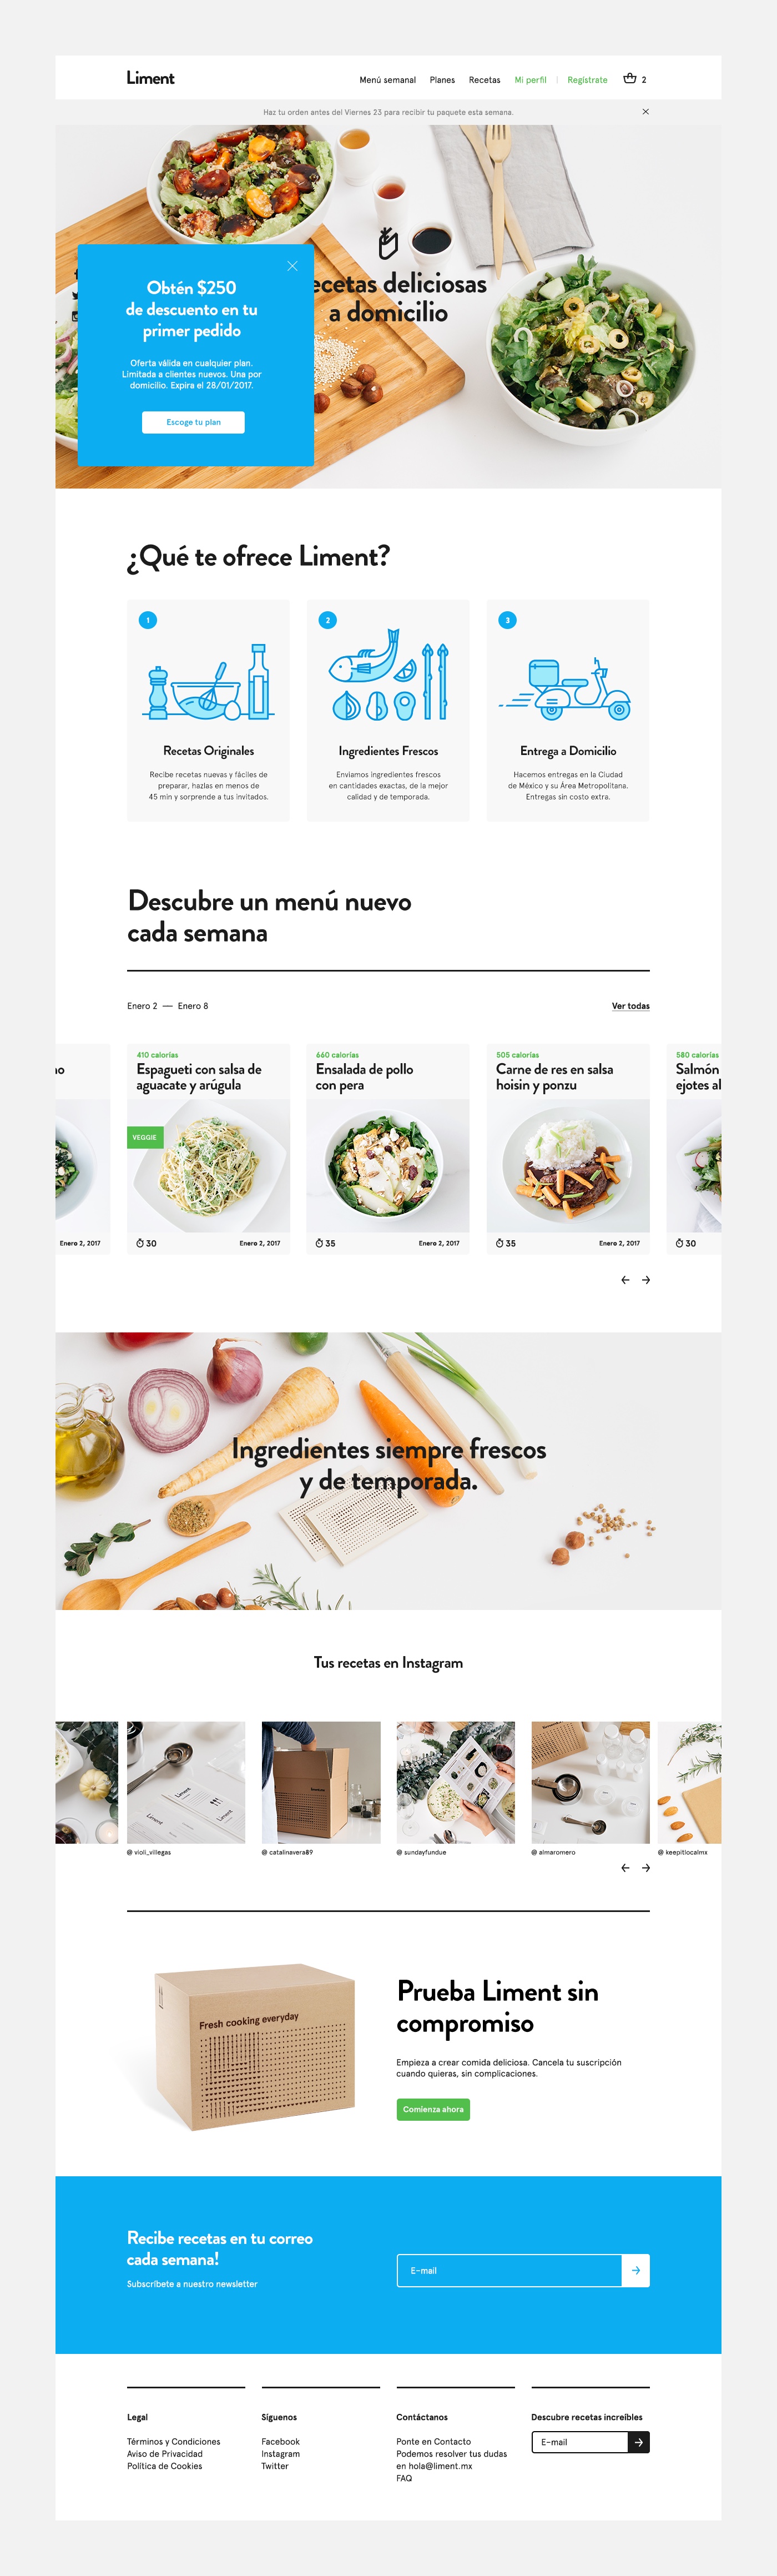 Liment
Menú semanal Planes Recetas Mi perfil | Regístrate 2
Haz tu orden antes del Viernes 23 para recibir tu paquete esta semana.
ecetas deliciosas
a domicilio
Obtén $250
de descuento en tu
primer pedido
Oferta válida en cualquier plan.
Limitada a clientes nuevos. Una por
domicilio. Expira el 28/01/2017.
Escoge tu plan
¿Qué te ofrece Liment?
1
Recetas Originales
Recibe recetas nuevas y fáciles de
preparar, hazlas en menos de
45 min y sorprende a tus invitados.
2
Ingredientes Frescos
Enviamos ingredientes frescos
en cantidades exactas, de la mejor
calidad y de temporada.
3
Entrega a Domicilio
Hacemos entregas en la Ciudad
de México y su Área Metropolitana.
Entregas sin costo extra.
Descubre un menú nuevo
cada semana
Enero 2 — Enero 8
Ver todas
no
Enero 2, 2017
410 calorías
Espagueti con salsa de
aguacate y arúgula
VEGGIE
30 Enero 2, 2017
660 calorías
Ensalada de pollo
con pera
35 Enero 2, 2017
505 calorías
Carne de res en salsa
hoisin y ponzu
35 Enero 2, 2017
580 calorías
Salmón
ejotes al
30
Ingredientes siempre frescos
y de temporada.
Tus recetas en Instagram
@ violi_villegas
@ catalinavera89
@ sundayfundue
@ almaromero
@ keepitlocalmx
Fresh cooking everyday
Prueba Liment sin
compromiso
Empieza a crear comida deliciosa. Cancela tu suscripción
cuando quieras, sin complicaciones.
Comienza ahora
Recibe recetas en tu correo
cada semana!
Subscríbete a nuestro newsletter
E-mail
Legal
Términos y Condiciones
Aviso de Privacidad
Política de Cookies
Síguenos
Facebook
Instagram
Twitter
Contáctanos
Ponte en Contacto
Podemos resolver tus dudas
en hola@liment.mx
FAQ
Descubre recetas increíbles
E-mail